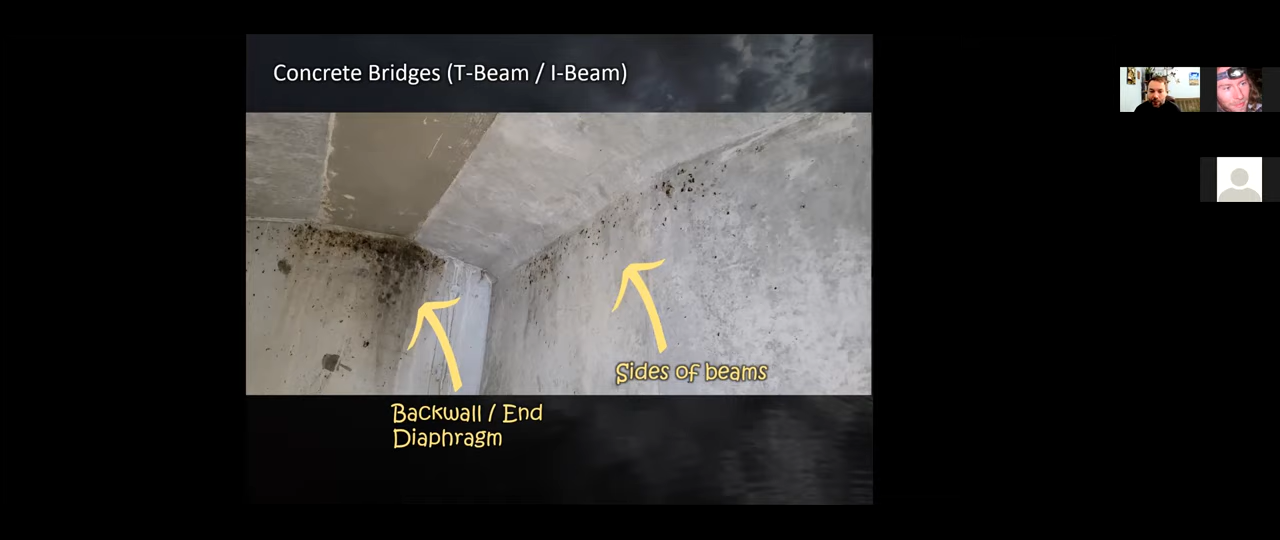 Concrete Bridges (T-Beam / I-Beam)
Sides of beams
Backwall / End
Diaphragm